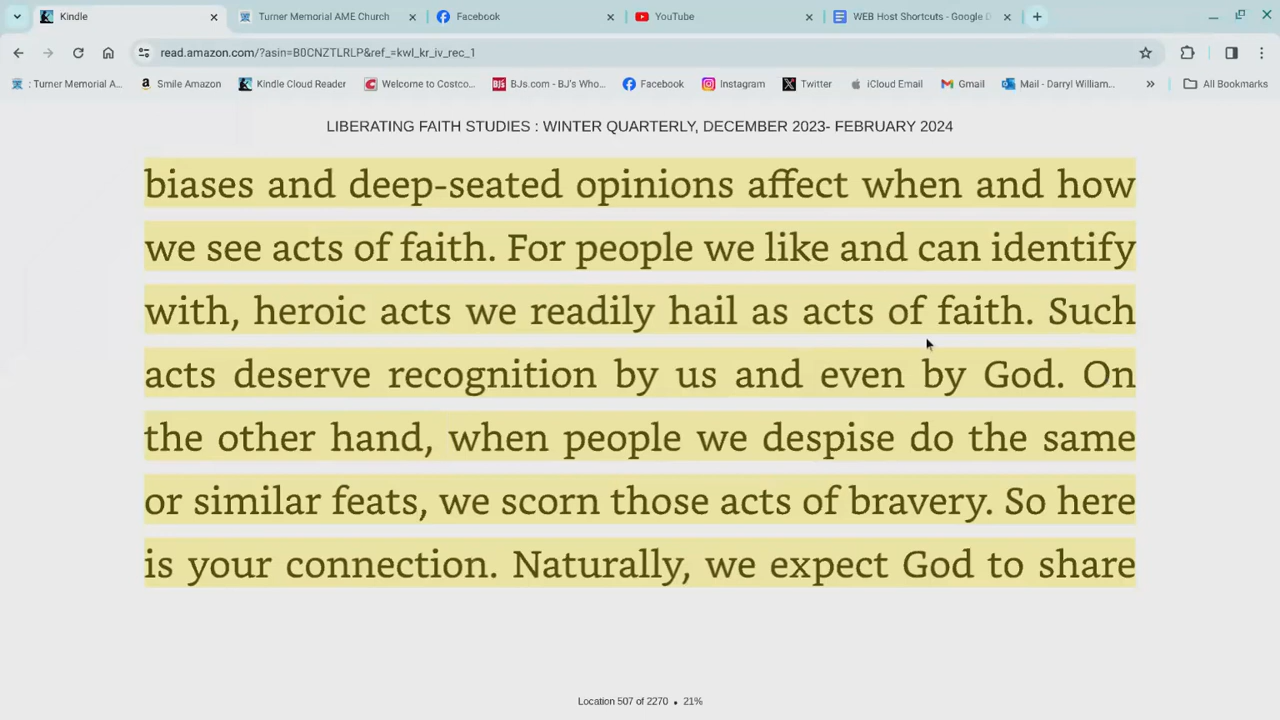 Kindle
Turner Memorial AME Church
Facebook
YouTube
WEB Host Shortcuts - Google D
read.amazon.com/?asin=B0CNZTLRLP&ref_=kwl_kr_iv_rec_1
: Turner Memorial A...
Smile Amazon
Kindle Cloud Reader
Welcome to Costco...
BJs.com - BJ's Who...
Facebook
Instagram
Twitter
iCloud Email
Gmail
Mail - Darryl William...
»
All Bookmarks
LIBERATING FAITH STUDIES : WINTER QUARTERLY, DECEMBER 2023- FEBRUARY 2024
biases and deep-seated opinions affect when and how
we see acts of faith. For people we like and can identify
with, heroic acts we readily hail as acts of faith. Such
acts deserve recognition by us and even by God. On
the other hand, when people we despise do the same
or similar feats, we scorn those acts of bravery. So here
is your connection. Naturally, we expect God to share
Location 507 of 2270 • 21%